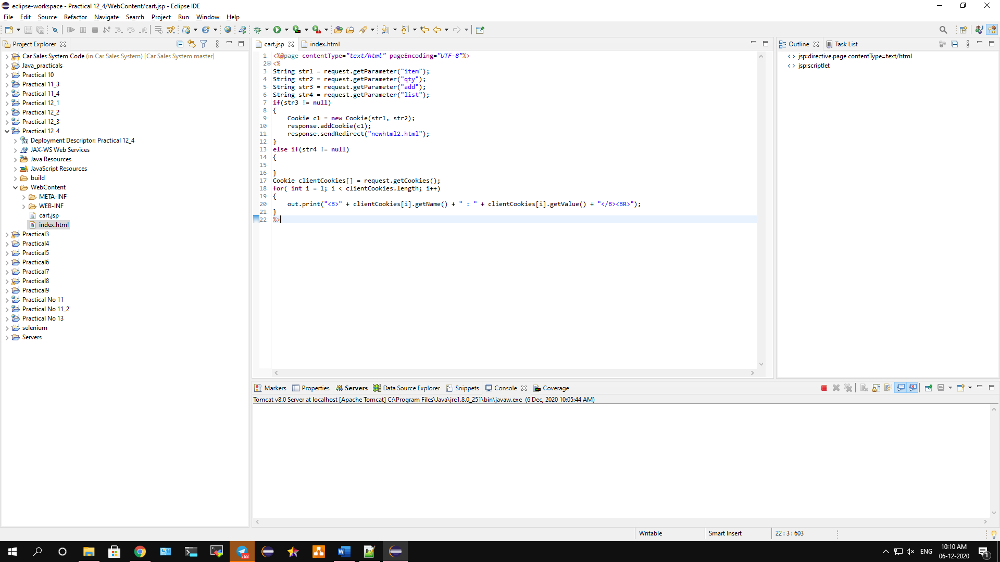 eclipse-workspace - Practical 12_4/WebContent/cart.jsp - Eclipse IDE
File Edit Source Refactor Navigate Search Project Run Window Help
Project Explorer
Car Sales System Code (in Car Sales System) [Car Sales System master]
Java_practicals
Practical 10
Practical 11_3
Practical 11_4
Practical 12_1
Practical 12_2
Practical 12_3
Practical 12_4
Deployment Descriptor: Practical 12_4
JAX-WS Web Services
Java Resources
JavaScript Resources
build
WebContent
META-INF
WEB-INF
cart.jsp
index.html
Practical3
Practical4
Practical5
Practical6
Practical7
Practical8
Practical9
Practical No 11
Practical No 11_2
Practical No 13
selenium
Servers
cart.jsp index.html
1 <%@page contentType="text/html" pageEncoding="UTF-8"%>
2 <%
3 String str1 = request.getParameter("item");
4 String str2 = request.getParameter("qty");
5 String str3 = request.getParameter("add");
6 String str4 = request.getParameter("list");
7 if(str3 != null)
8 {
9 Cookie c1 = new Cookie(str1, str2);
10 response.addCookie(c1);
11 response.sendRedirect("newhtml2.html");
12 }
13 else if(str4 != null)
14 {
15
16 }
17 Cookie clientCookies[] = request.getCookies();
18 for( int i = 1; i < clientCookies.length; i++)
19 {
20 out.print("<B>" + clientCookies[i].getName() + " : " + clientCookies[i].getValue() + "</B><BR>");
21 }
22 %>
Outline Task List
jsp:directive.page contentType=text/html
jsp:scriptlet
Markers Properties Servers Data Source Explorer Snippets Console Coverage
Tomcat v8.0 Server at localhost [Apache Tomcat] C:\Program Files\Java\jre1.8.0_251\bin\javaw.exe (6 Dec, 2020 10:05:44 AM)
Writable Smart Insert 22 : 3 : 603
568
ENG
10:10 AM
06-12-2020
1